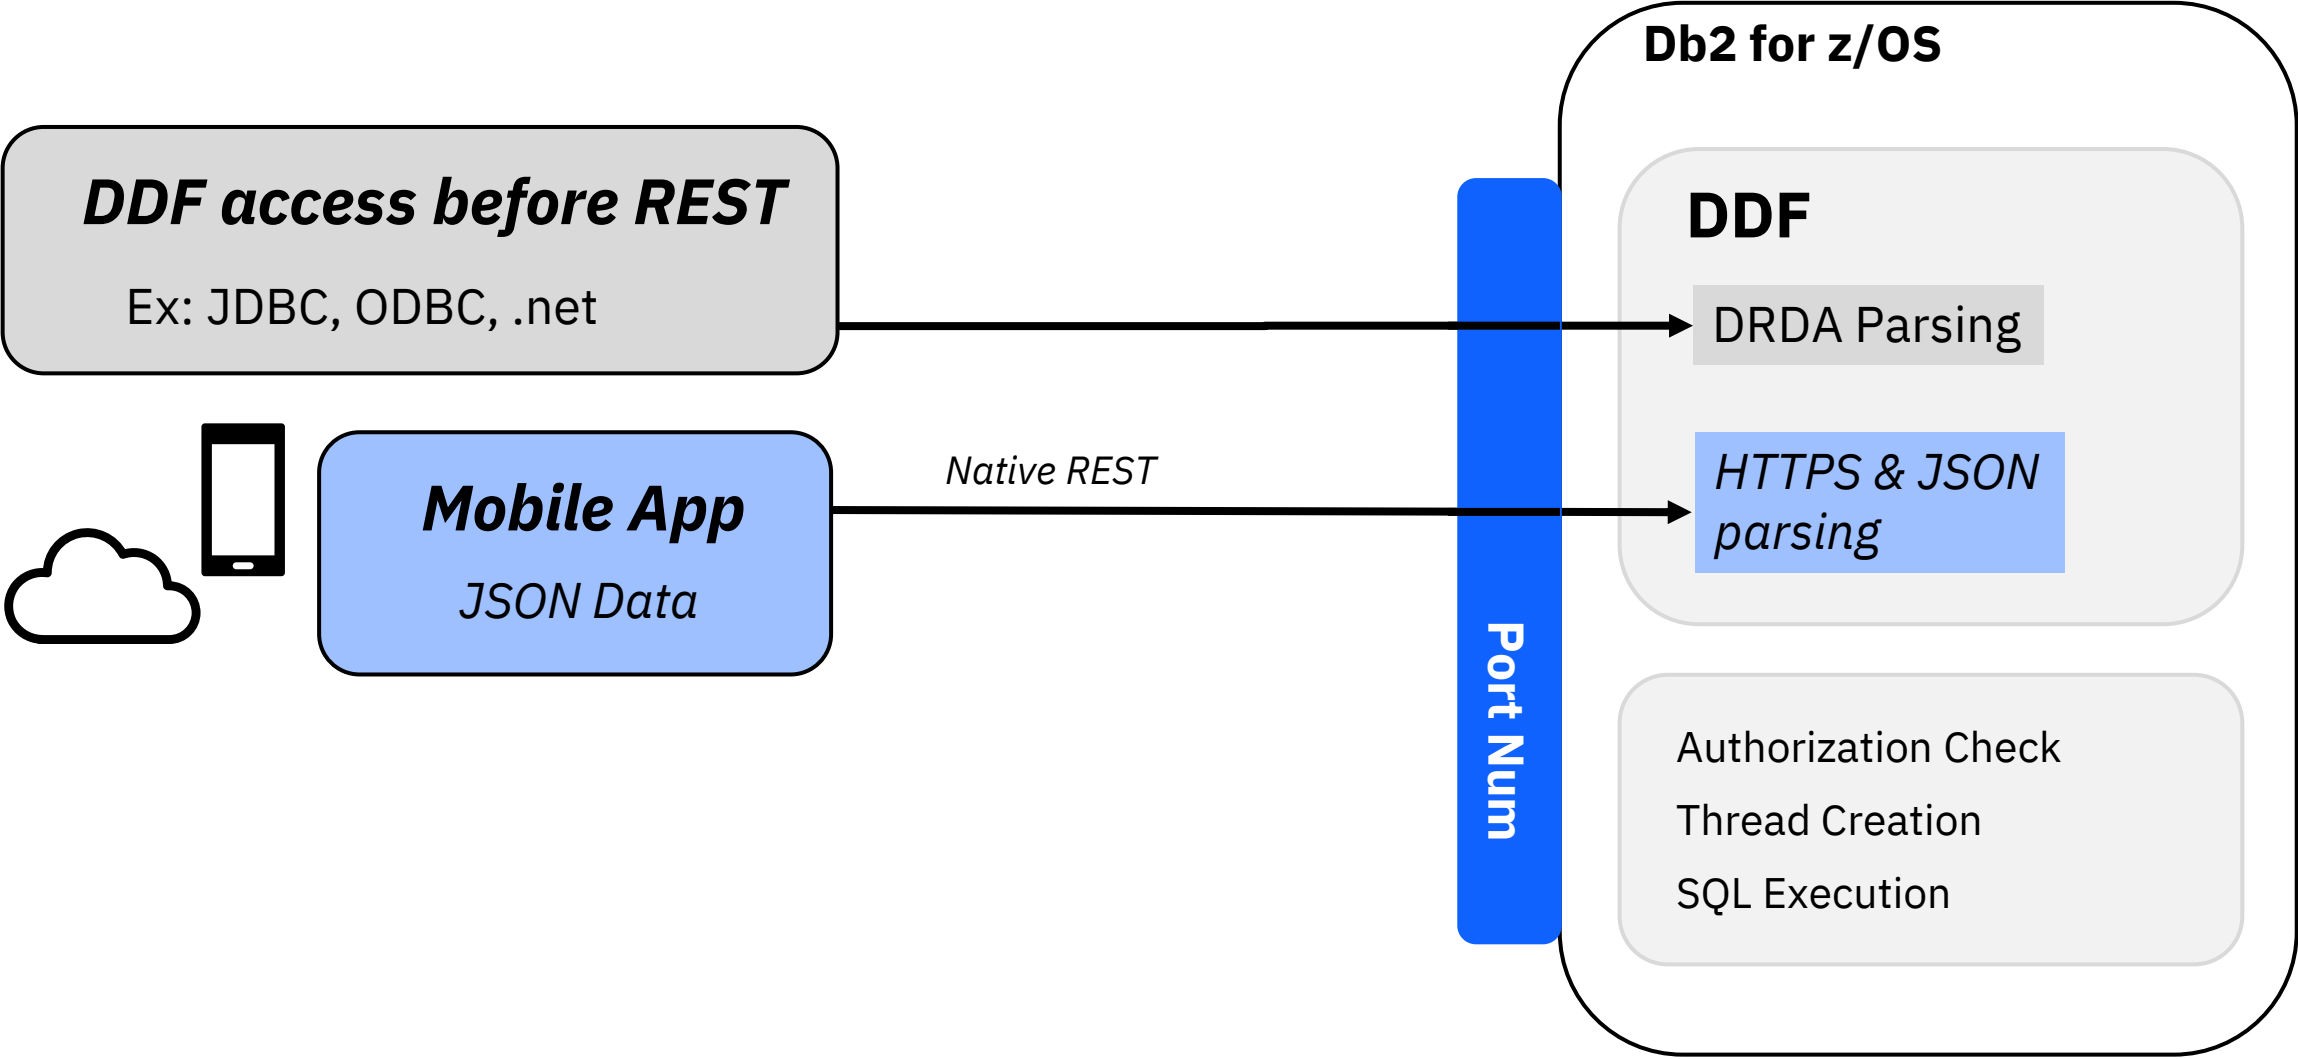 Db2 for z/OS
DDF access before REST
Ex: JDBC, ODBC, .net
DDF
DRDA Parsing
Mobile App
JSON Data
Native REST
HTTPS & JSON
parsing
Port Num
Authorization Check
Thread Creation
SQL Execution